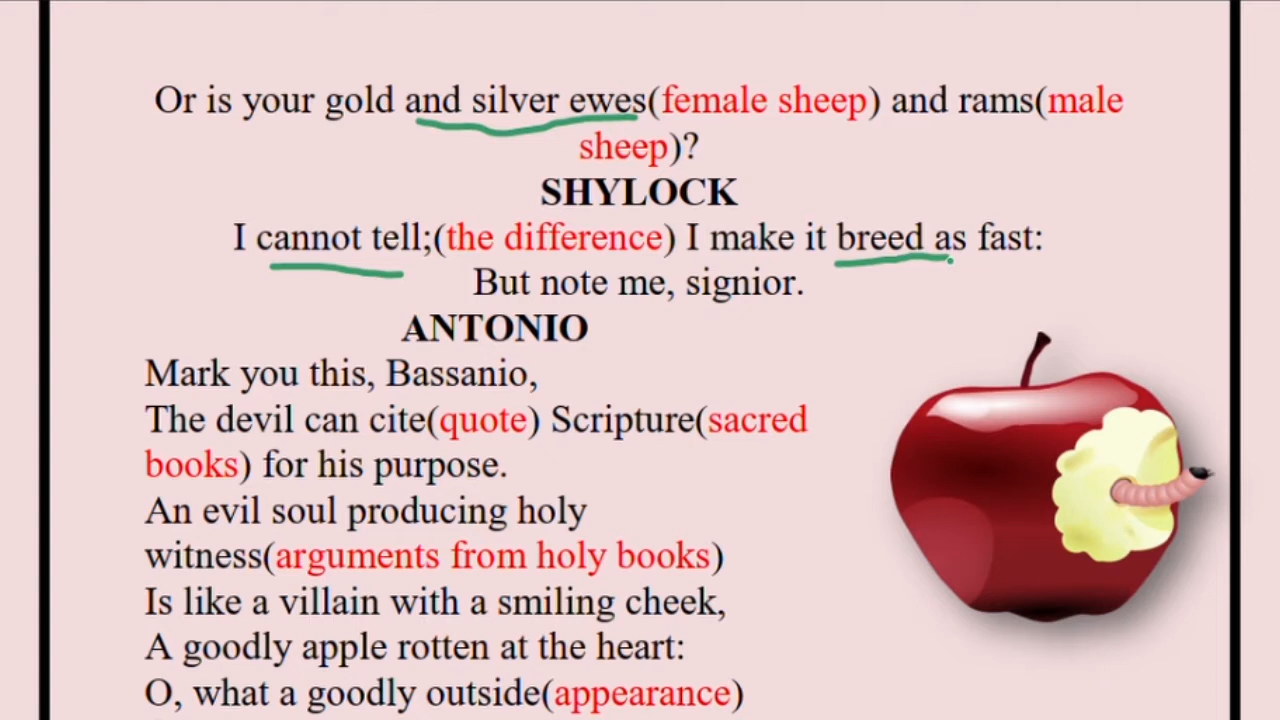 Or is your gold and silver ewes(female sheep) and rams(male
sheep)?
SHYLOCK
I cannot tell;(the difference) I make it breed as fast:
But note me, signior.
ANTONIO
Mark you this, Bassanio,
The devil can cite(quote) Scripture(sacred
books) for his purpose.
An evil soul producing holy
witness(arguments from holy books)
Is like a villain with a smiling cheek,
A goodly apple rotten at the heart:
O, what a goodly outside(appearance)